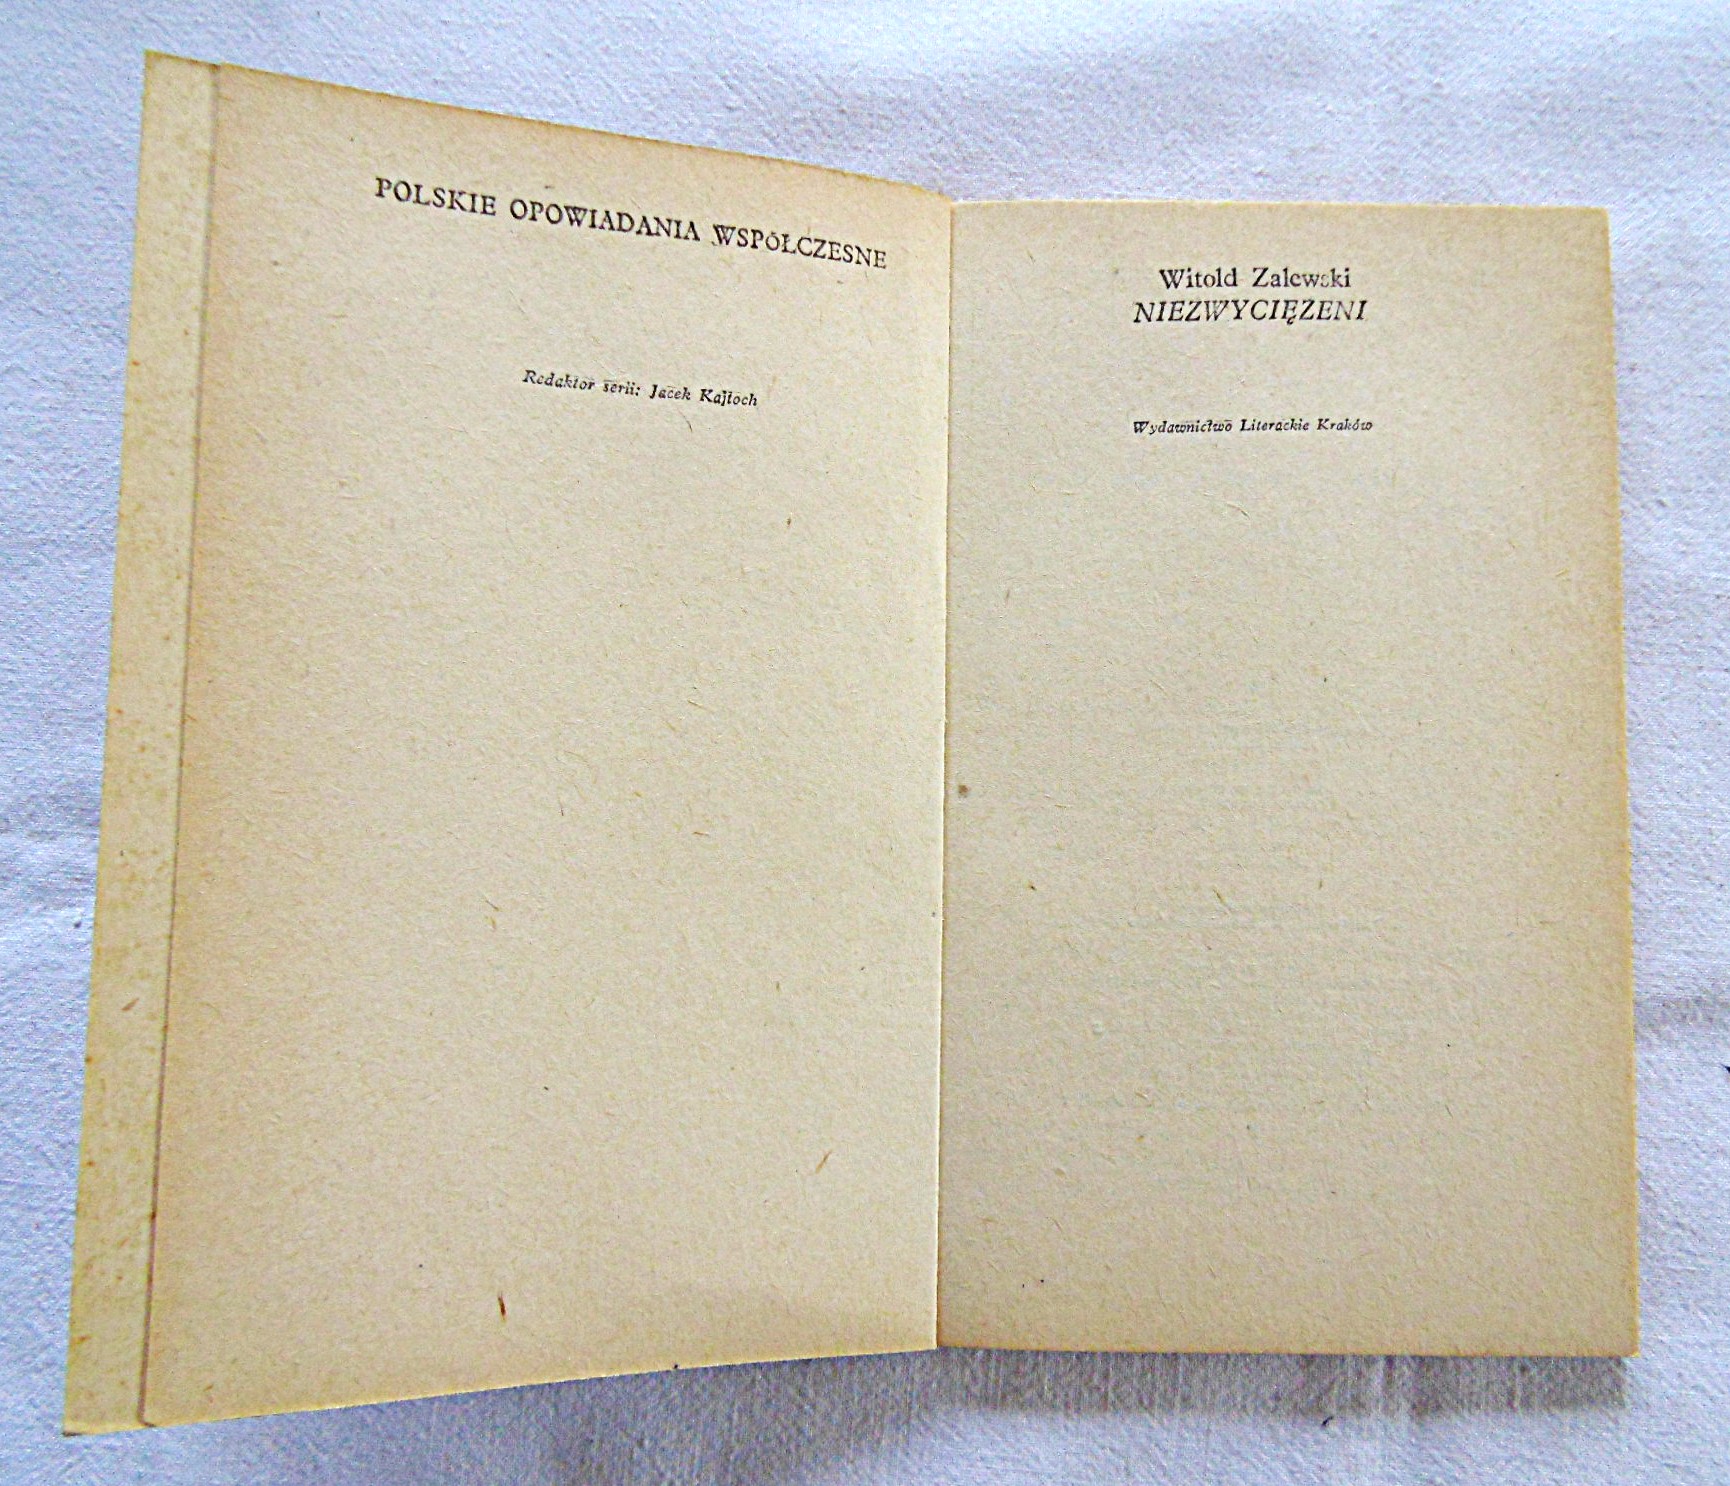 POLSKIE OPOWIADANIA WSPÓŁCZESNE
Redaktor serii: Jacek Kajtoch
Witold Zalewski
NIEZWYCIĘŻENI
Wydawnictwo Literackie Kraków